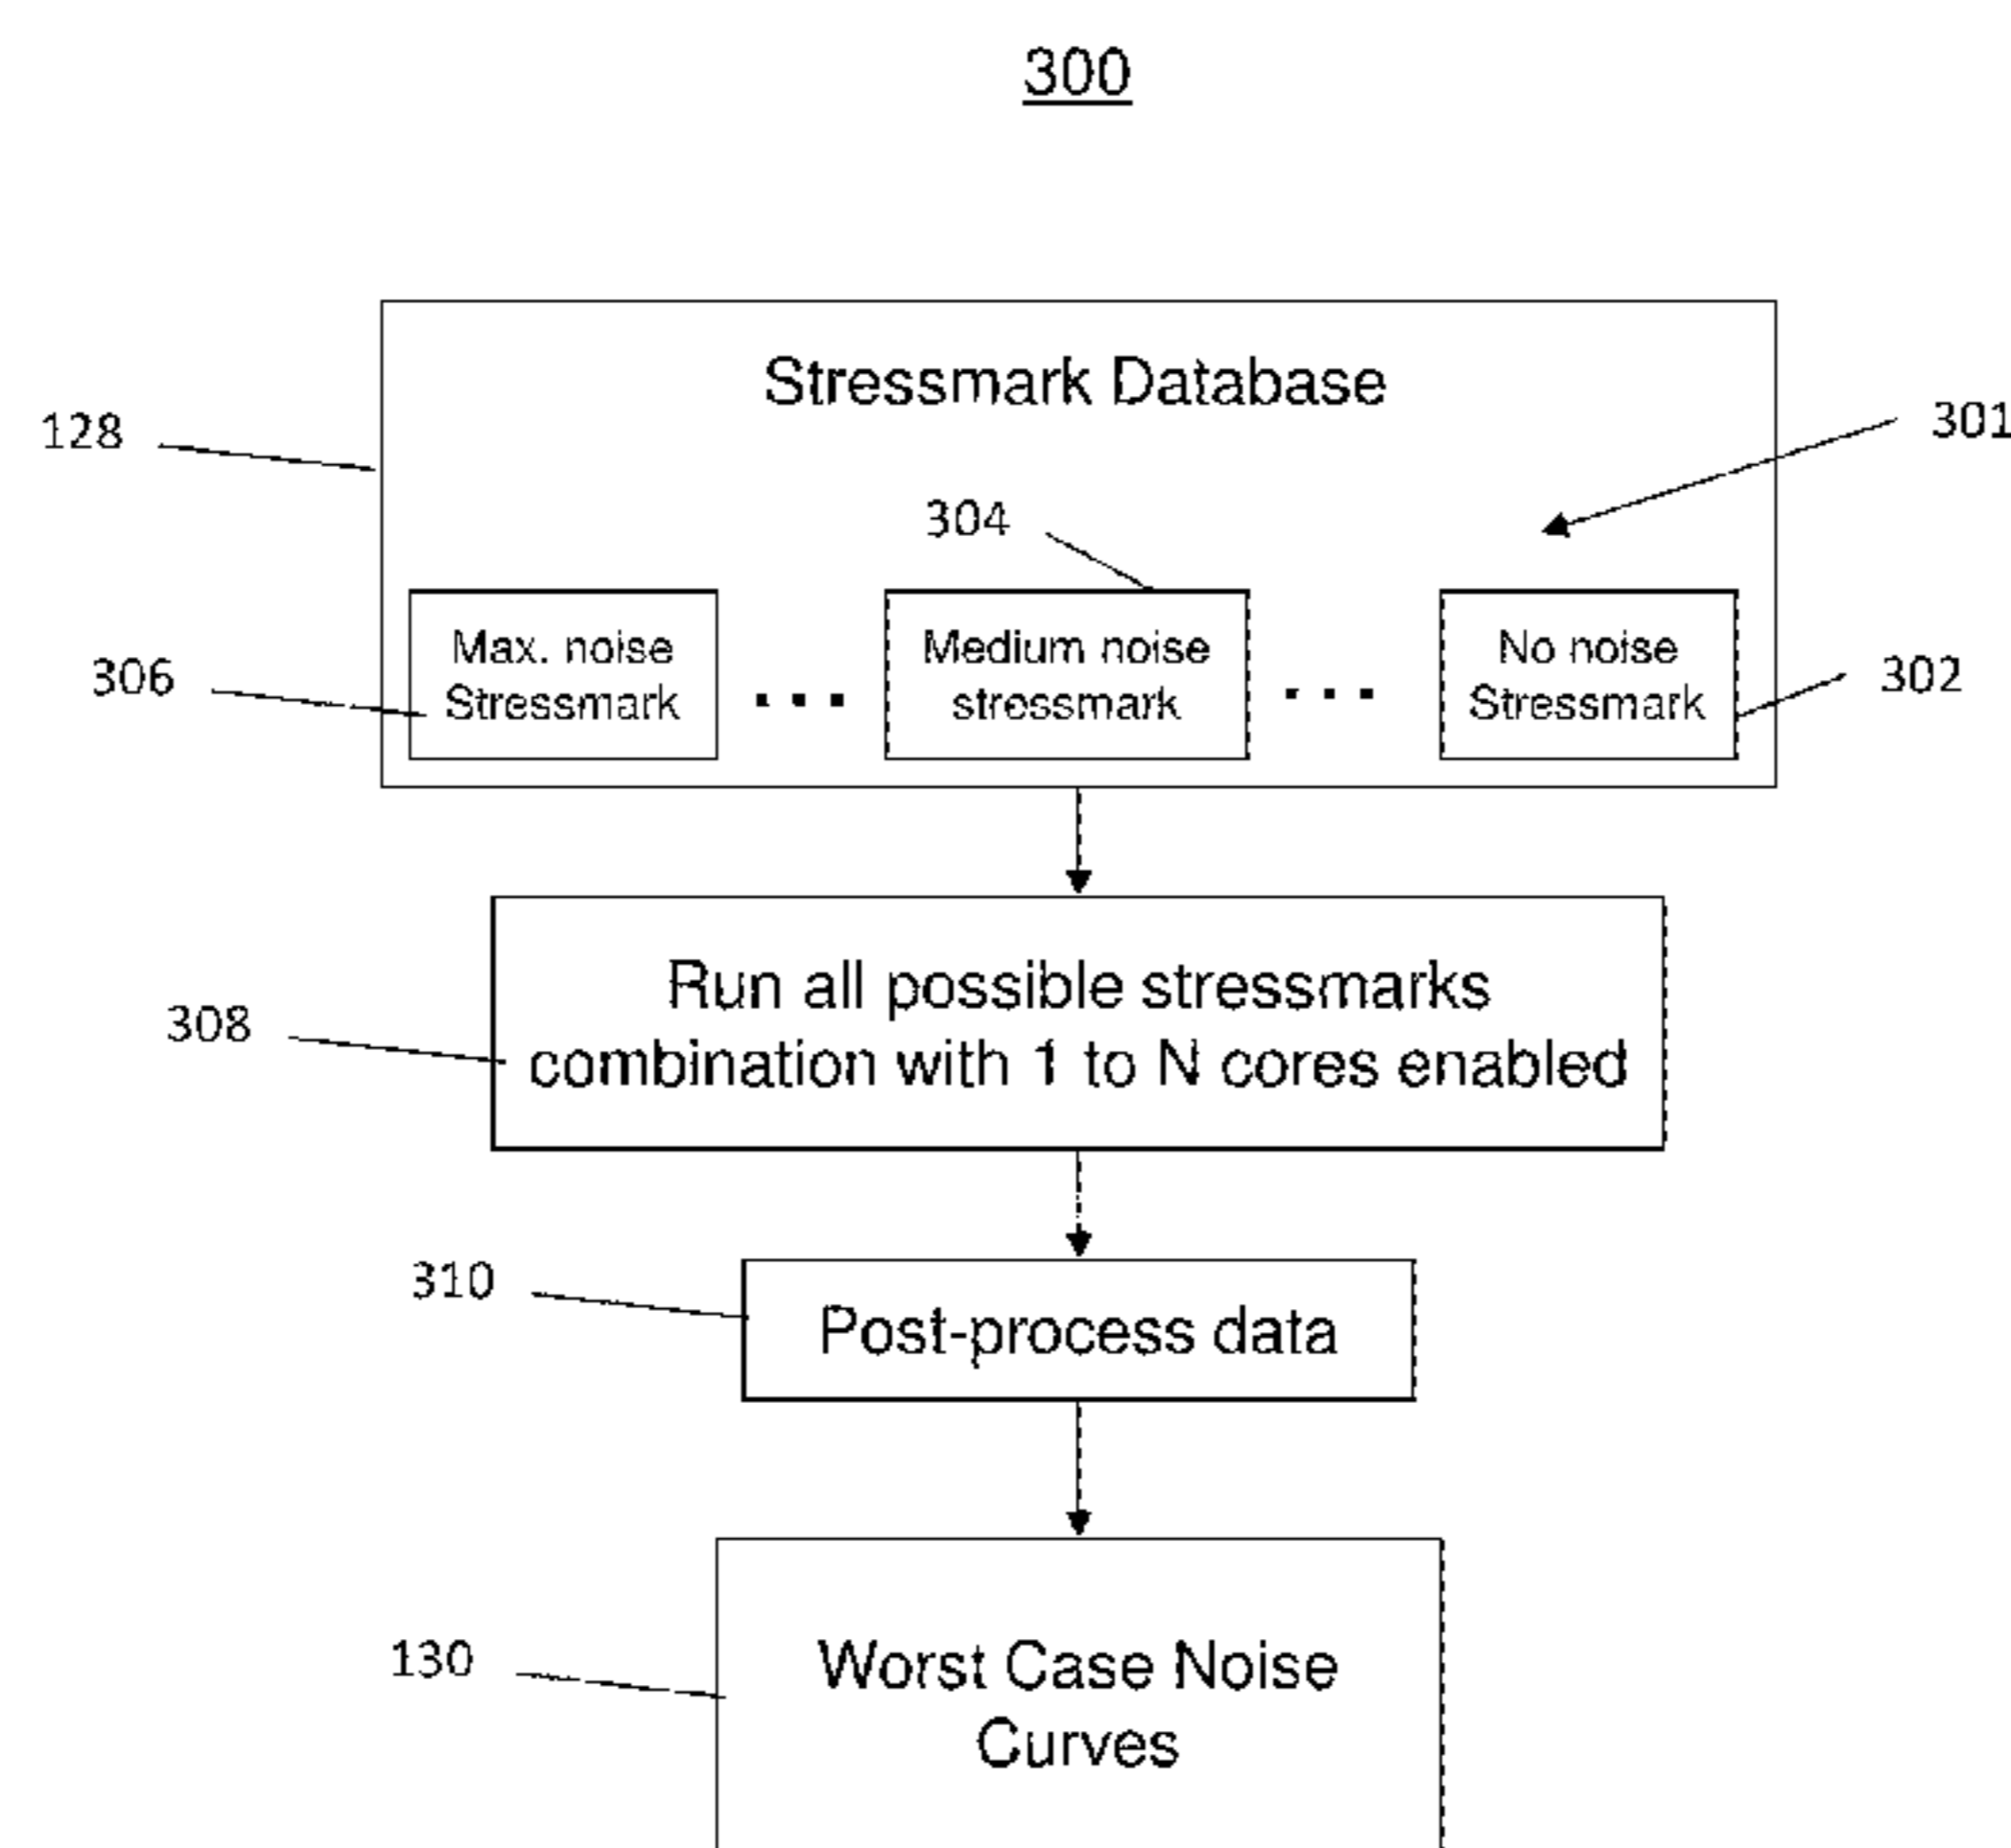 300
Stressmark Database
128
301
304
Max. noise
Stressmark
...
Medium noise
stressmark
...
No noise
Stressmark
306
302
Run all possible stressmarks
combination with 1 to N cores enabled
308
310
Post-process data
130
Worst Case Noise
Curves